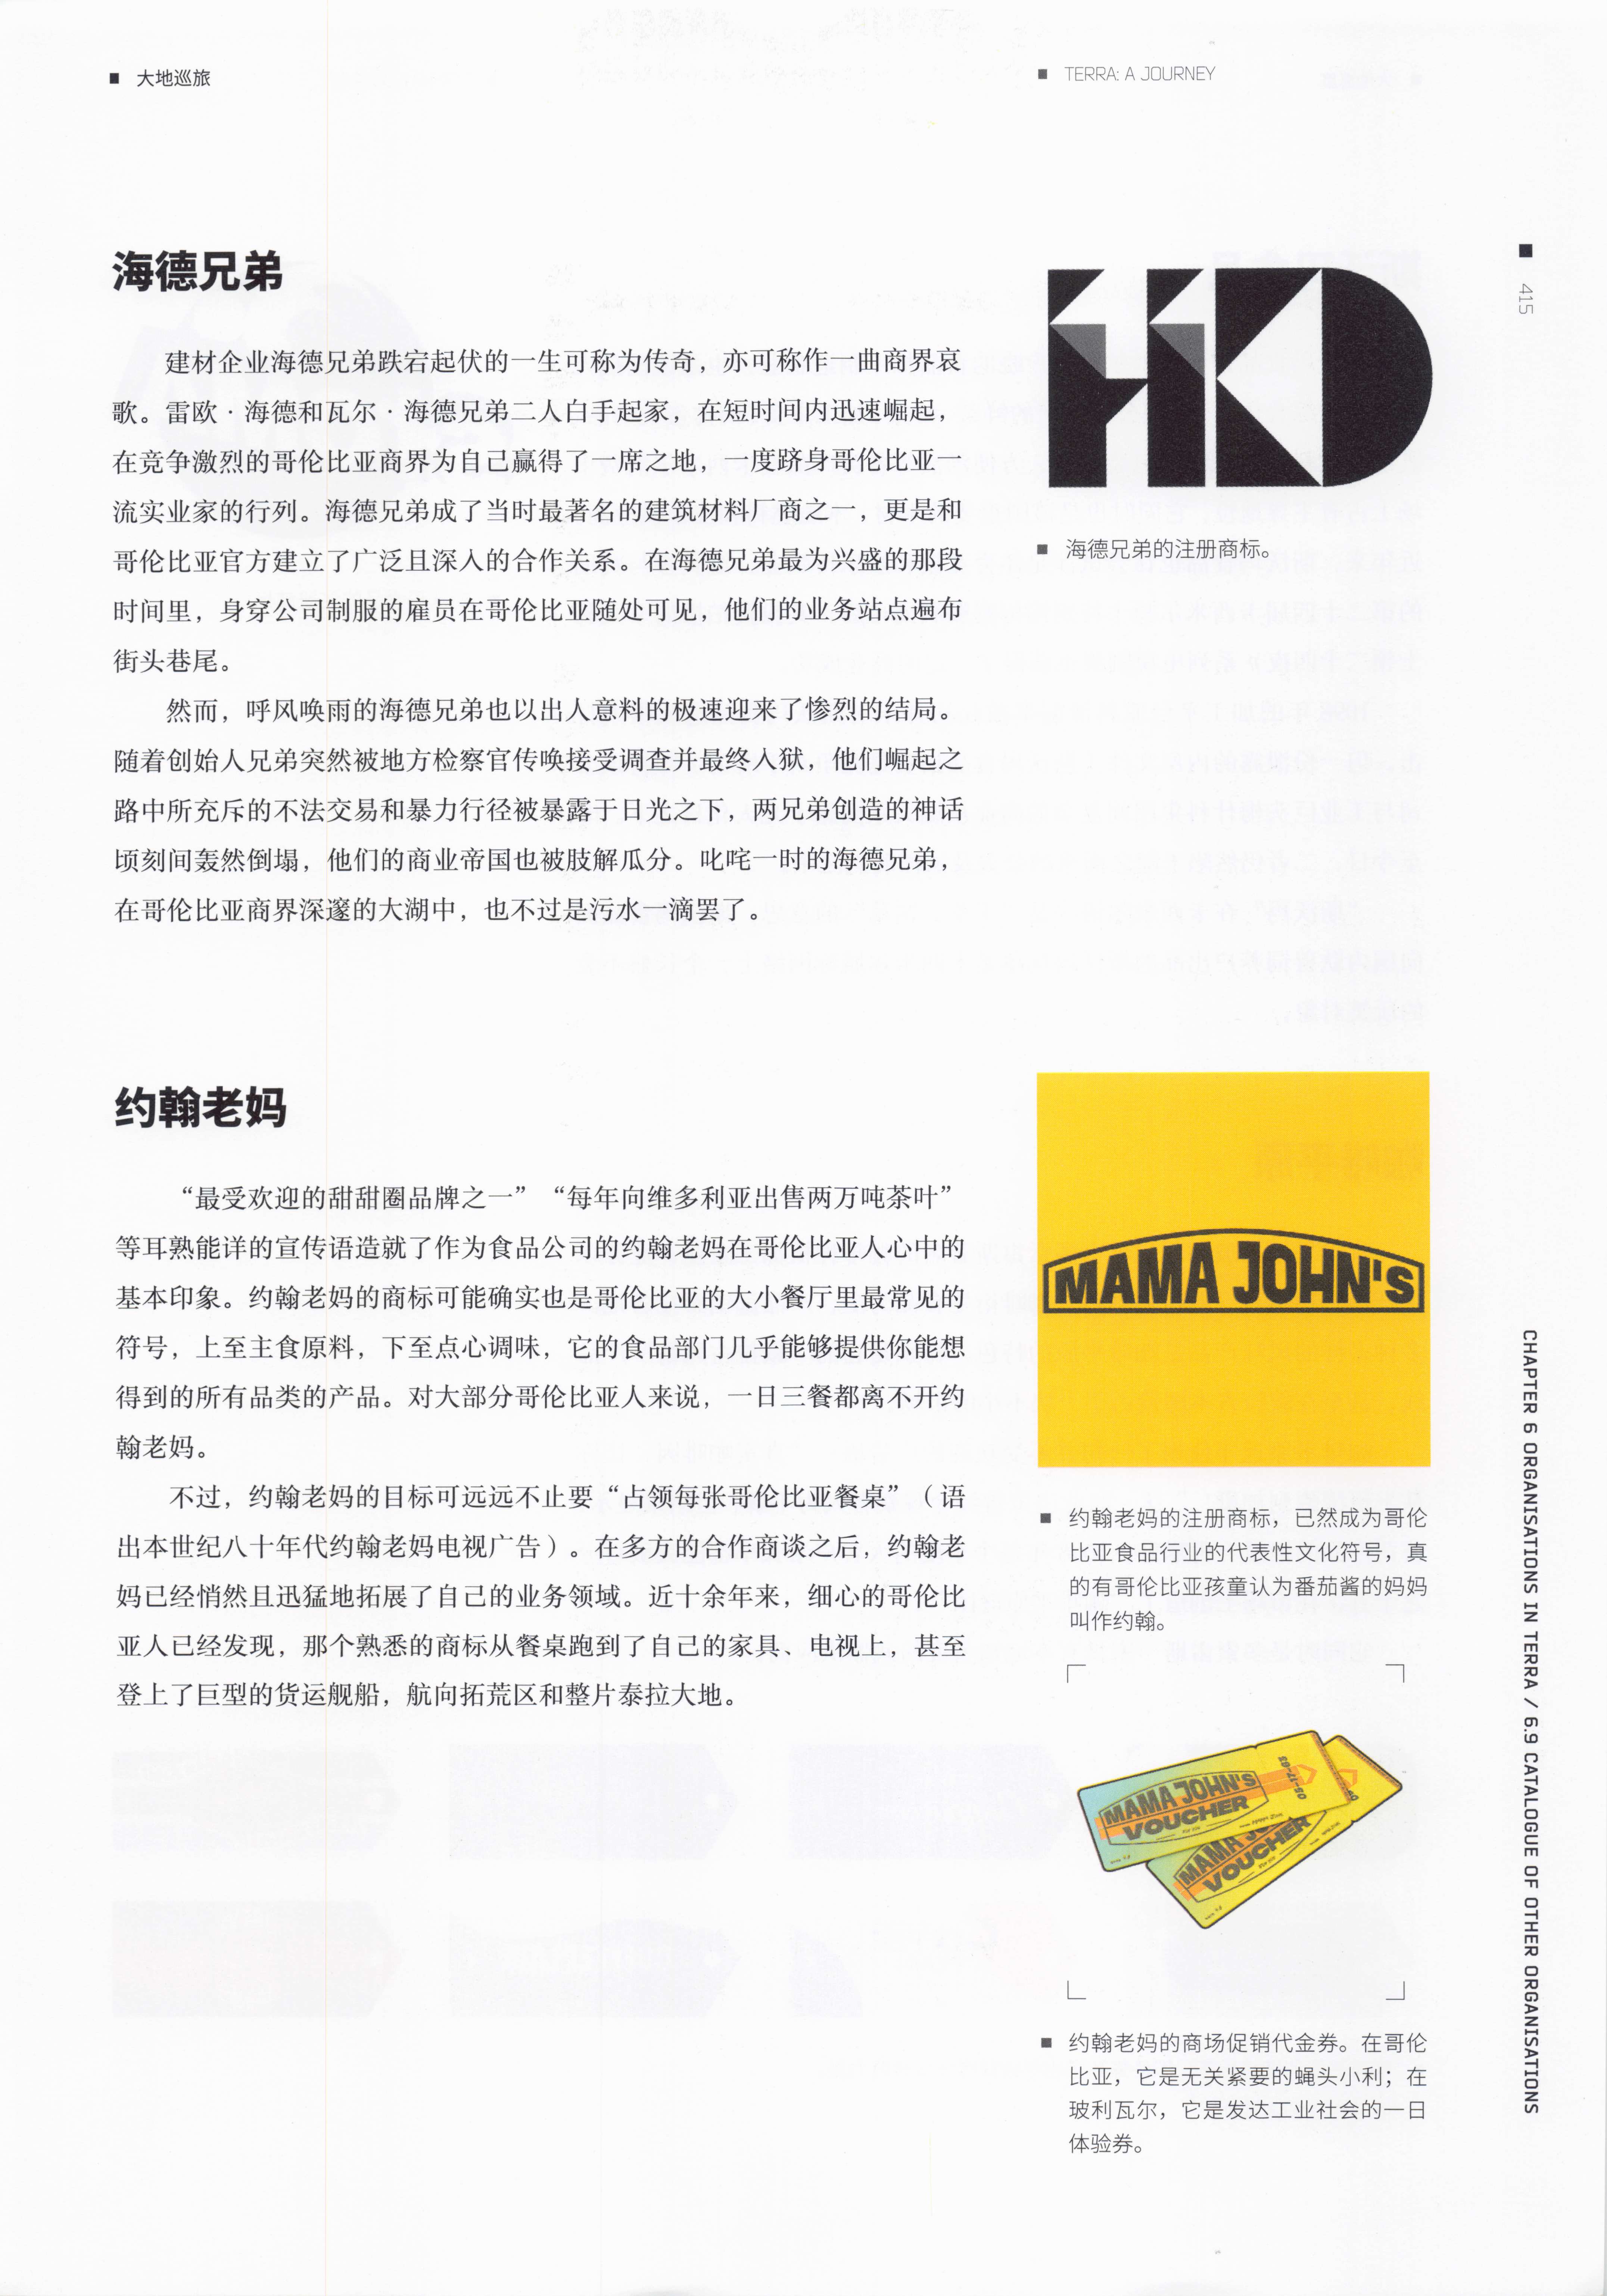 大地巡旅
TERRA: A JOURNEY
415
海德兄弟
建材企业海德兄弟跌宕起伏的一生可称为传奇，亦可称作一曲商界哀
歌。雷欧·海德和瓦尔·海德兄弟二人白手起家，在短时间内迅速崛起，
在竞争激烈的哥伦比亚商界为自己赢得了一席之地，一度跻身哥伦比亚一
流实业家的行列。海德兄弟成了当时最著名的建筑材料厂商之一，更是和
哥伦比亚官方建立了广泛且深入的合作关系。在海德兄弟最为兴盛的那段
时间里，身穿公司制服的雇员在哥伦比亚随处可见，他们的业务站点遍布
街头巷尾。
然而，呼风唤雨的海德兄弟也以出人意料的极速迎来了惨烈的结局。
随着创始人兄弟突然被地方检察官传唤接受调查并最终入狱，他们崛起之
路中所充斥的不法交易和暴力行径被暴露于日光之下，两兄弟创造的神话
顷刻间轰然倒塌，他们的商业帝国也被肢解瓜分。叱咤一时的海德兄弟，
在哥伦比亚商界深邃的大湖中，也不过是污水一滴罢了。
HD
海德兄弟的注册商标。
约翰老妈
“最受欢迎的甜甜圈品牌之一”“每年向维多利亚出售两万吨茶叶”
等耳熟能详的宣传语造就了作为食品公司的约翰老妈在哥伦比亚人心中的
基本印象。约翰老妈的商标可能确实也是哥伦比亚的大小餐厅里最常见的
符号，上至主食原料，下至点心调味，它的食品部门几乎能够提供你能想
得到的所有品类的产品。对大部分哥伦比亚人来说，一日三餐都离不开约
翰老妈。
不过，约翰老妈的目标可远远不止要“占领每张哥伦比亚餐桌”（语
出本世纪八十年代约翰老妈电视广告）。在多方的合作商谈之后，约翰老
妈已经悄然且迅猛地拓展了自己的业务领域。近十余年来，细心的哥伦比
亚人已经发现，那个熟悉的商标从餐桌跑到了自己的家具、电视上，甚至
登上了巨型的货运舰船，航向拓荒区和整片泰拉大地。
MAMA JOHN'S
约翰老妈的注册商标，已然成为哥伦
比亚食品行业的代表性文化符号，真
的有哥伦比亚孩童认为番茄酱的妈妈
叫作约翰。
MAMA JOHN'S
VOUCHER
05-17-03
MAMA JO
VOUCHER
约翰老妈的商场促销代金券。在哥伦
比亚，它是无关紧要的蝇头小利；在
玻利瓦尔，它是发达工业社会的一日
体验券。
CHAPTER 6 ORGANISATIONS IN TERRA / 6.9 CATALOGUE OF OTHER ORGANISATIONS